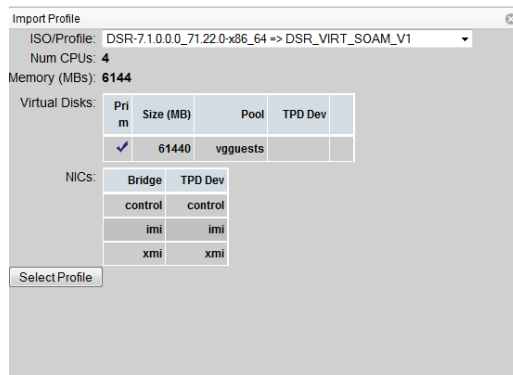 Import Profile
ISO/Profile: DSR-7.1.0.0.0_71.22.0-x86_64 => DSR_VIRT_SOAM_V1
Num CPUs: 4
Memory (MBs): 6144
Virtual Disks:
Prim Size (MB) Pool TPD Dev
61440 vgguests
NICs:
Bridge TPD Dev
control control
imi imi
xmi xmi
Select Profile